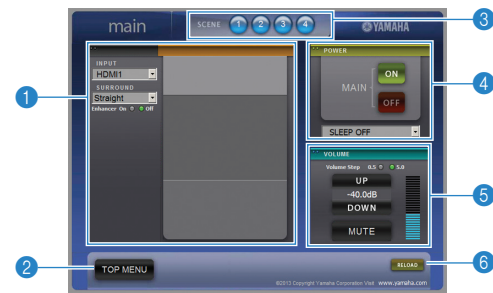 main
SCENE 1 2 3 4
YAMAHA
3
INPUT
HDMI1
SURROUND
Straight
Enhancer On Off
1
POWER
MAIN
ON
OFF
SLEEP OFF
4
VOLUME
Volume Step 0.5 5.0
UP
-40.0dB
DOWN
MUTE
5
2
TOP MENU
RELOAD
6
©2013 Copyright Yamaha Corporation Visit www.yamaha.com